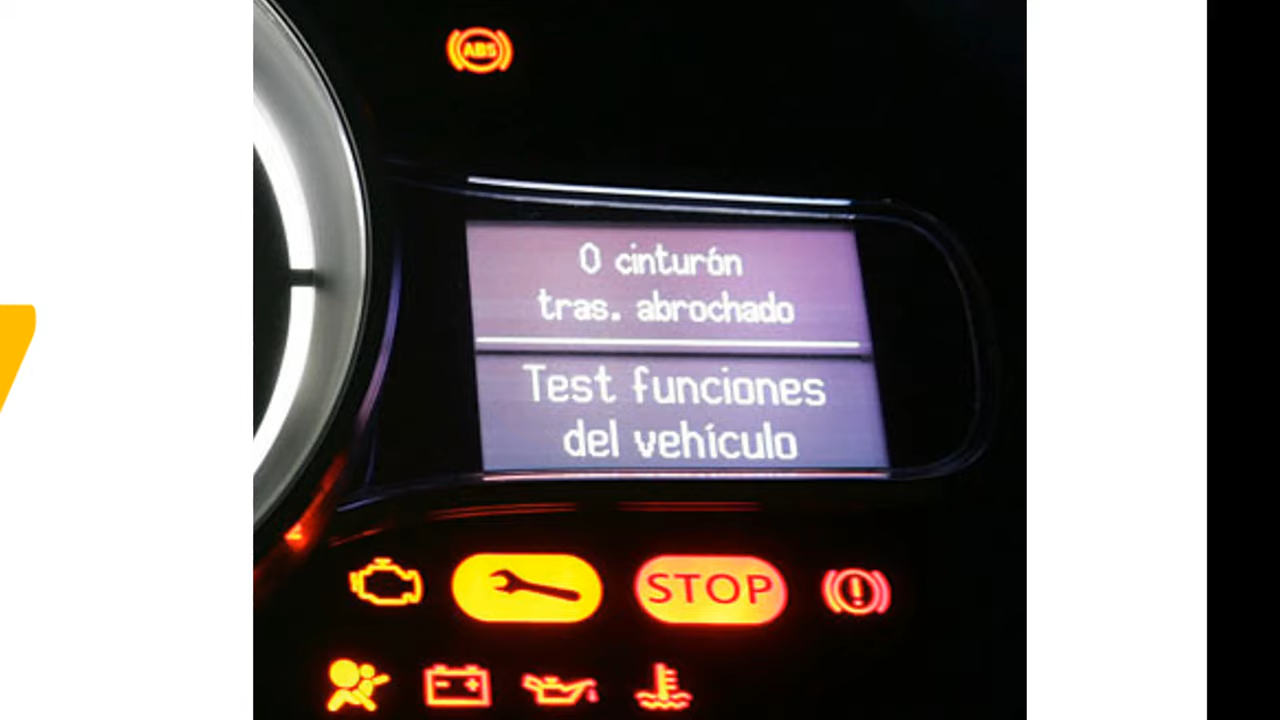 ABS
0 cinturón
tras. abrochado
Test funciones
del vehículo
STOP